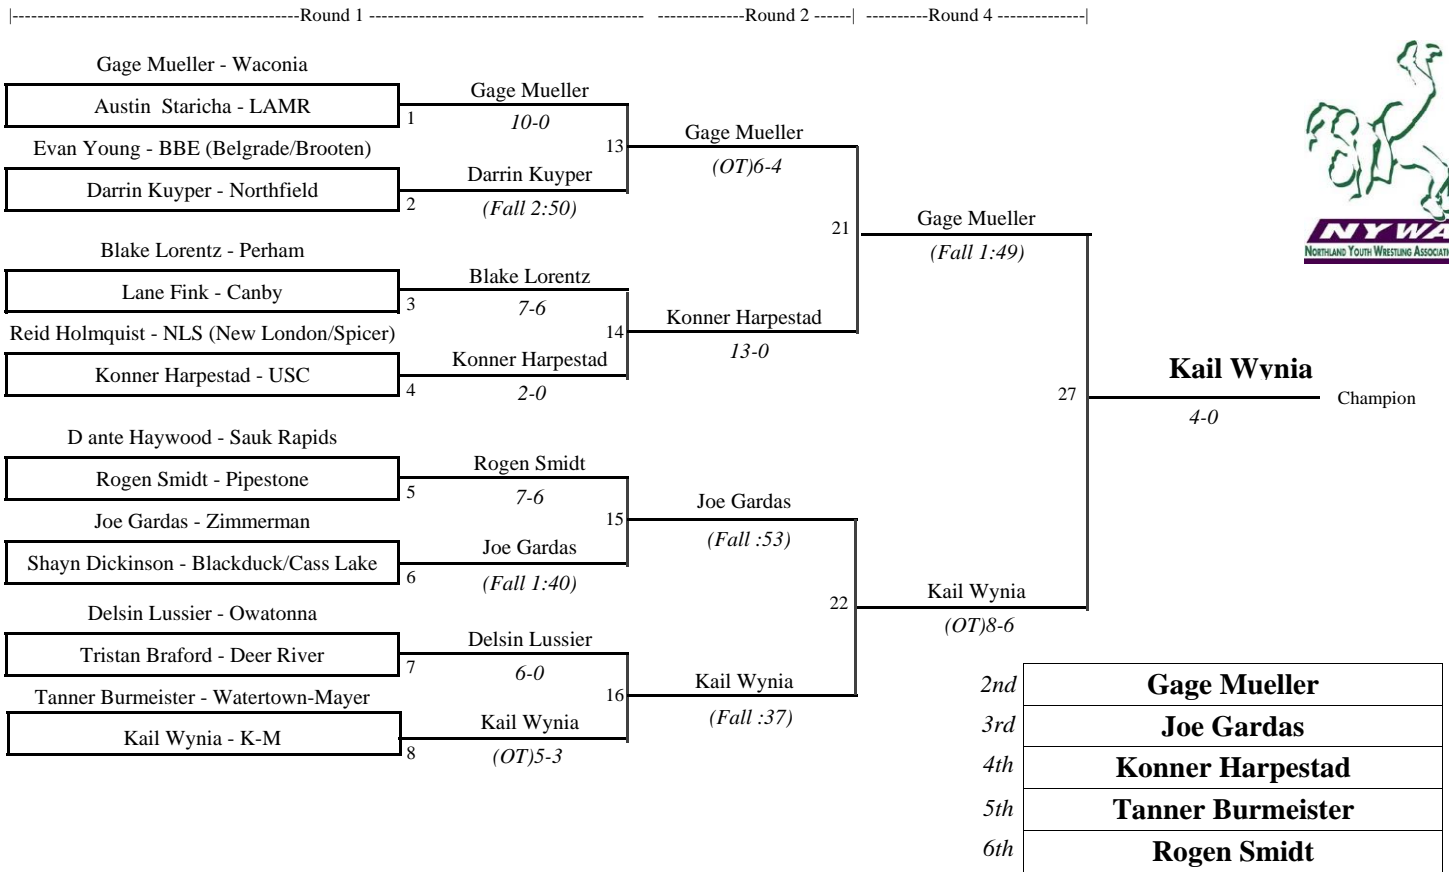 |----------------------------------------------Round 1 -------------------------------------------- --------------Round 2 ------| ----------Round 4 --------------|
Gage Mueller - Waconia
Austin  Staricha - LAMR
1
Gage Mueller
10-0
Evan Young - BBE (Belgrade/Brooten)
Darrin Kuyper - Northfield
2
Darrin Kuyper
(Fall 2:50)
13
Gage Mueller
(OT)6-4
Blake Lorentz - Perham
Lane Fink - Canby
3
Blake Lorentz
7-6
Reid Holmquist - NLS (New London/Spicer)
Konner Harpestad - USC
4
Konner Harpestad
2-0
14
Konner Harpestad
13-0
21
Gage Mueller
(Fall 1:49)
D ante Haywood - Sauk Rapids
Rogen Smidt - Pipestone
5
Rogen Smidt
7-6
Joe Gardas - Zimmerman
Shayn Dickinson - Blackduck/Cass Lake
6
Joe Gardas
(Fall 1:40)
15
Joe Gardas
(Fall :53)
Delsin Lussier - Owatonna
Tristan Braford - Deer River
7
Delsin Lussier
6-0
Tanner Burmeister - Watertown-Mayer
Kail Wynia - K-M
8
Kail Wynia
(OT)5-3
16
Kail Wynia
(Fall :37)
22
Kail Wynia
(OT)8-6
27
Kail Wynia
4-0
Champion
NYWA
NORTHLAND YOUTH WRESTLING
2nd Gage Mueller
3rd Joe Gardas
4th Konner Harpestad
5th Tanner Burmeister
6th Rogen Smidt